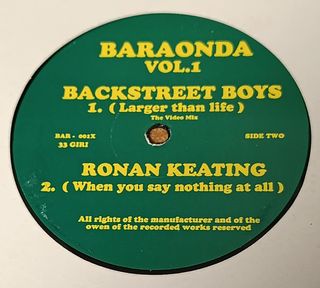 BARAONDA
VOL.1
BACKSTREET BOYS
1. ( Larger than life )
The Video Mix
BAR - 002X
SIDE TWO
33 GIRI
RONAN KEATING
2. ( When you say nothing at all )
All rights of the manufacturer and of the
owen of the recorded works reserved